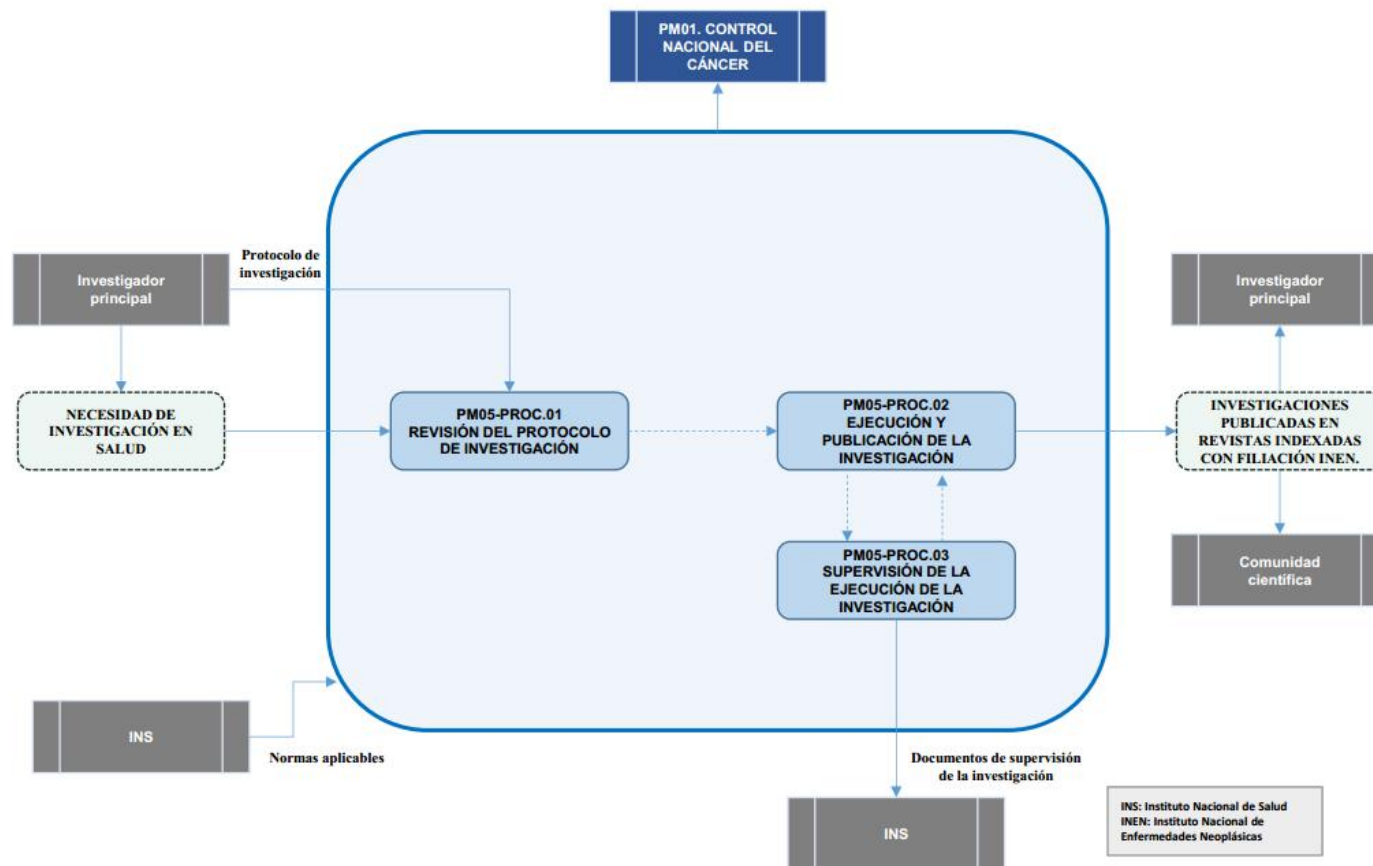 PM01. CONTROL
NACIONAL DEL
CÁNCER
Protocolo de
investigación
Investigador
principal
Investigador
principal
NECESIDAD DE
INVESTIGACIÓN EN
SALUD
PM05-PROC.01
REVISIÓN DEL PROTOCOLO
DE INVESTIGACIÓN
PM05-PROC.02
EJECUCIÓN Y
PUBLICACIÓN DE LA
INVESTIGACIÓN
INVESTIGACIONES
PUBLICADAS EN
REVISTAS INDEXADAS
CON FILIACIÓN INEN.
PM05-PROC.03
SUPERVISIÓN DE LA
EJECUCIÓN DE LA
INVESTIGACIÓN
Comunidad
científica
INS
Normas aplicables
Documentos de supervisión
de la investigación
INS
INS: Instituto Nacional de Salud
INEN: Instituto Nacional de
Enfermedades Neoplásicas